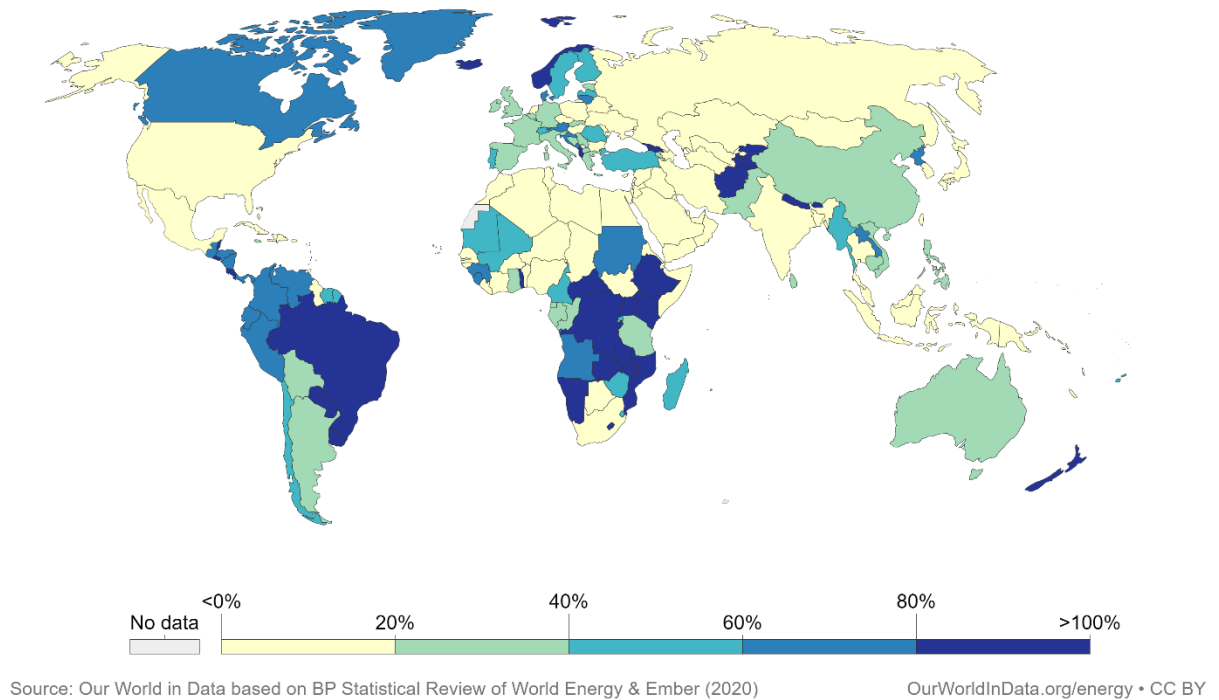 <0% 40% 80%
No data 20% 60% >100%
Source: Our World in Data based on BP Statistical Review of World Energy & Ember (2020) OurWorldInData.org/energy • CC BY